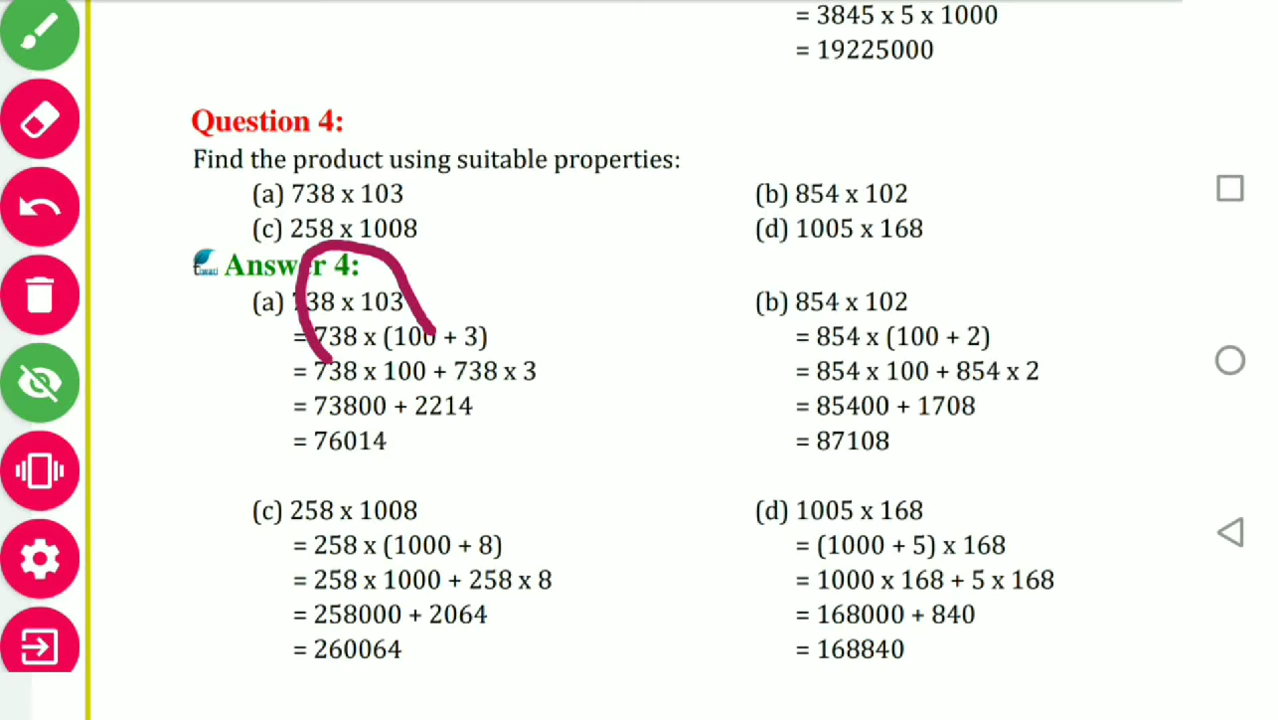 = 3845 x 5 x 1000
= 19225000
Question 4:
Find the product using suitable properties:
(a) 738 x 103
(b) 854 x 102
(c) 258 x 1008
(d) 1005 x 168
Answer 4:
(a) 738 x 103
= 738 x (100 + 3)
= 738 x 100 + 738 x 3
= 73800 + 2214
= 76014
(b) 854 x 102
= 854 x (100 + 2)
= 854 x 100 + 854 x 2
= 85400 + 1708
= 87108
(c) 258 x 1008
= 258 x (1000 + 8)
= 258 x 1000 + 258 x 8
= 258000 + 2064
= 260064
(d) 1005 x 168
= (1000 + 5) x 168
= 1000 x 168 + 5 x 168
= 168000 + 840
= 168840